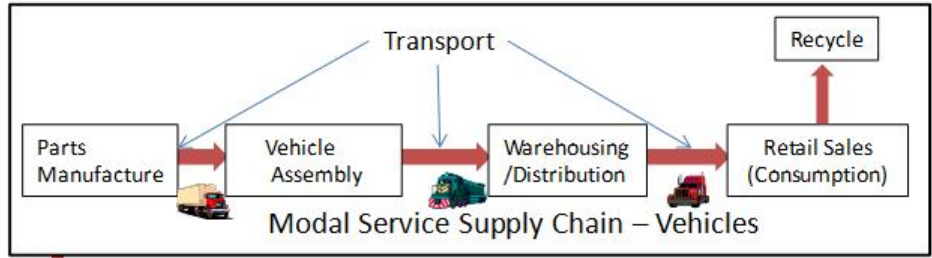 Transport
Recycle
Parts
Manufacture
Vehicle
Assembly
Warehousing
/Distribution
Retail Sales
(Consumption)
Modal Service Supply Chain – Vehicles